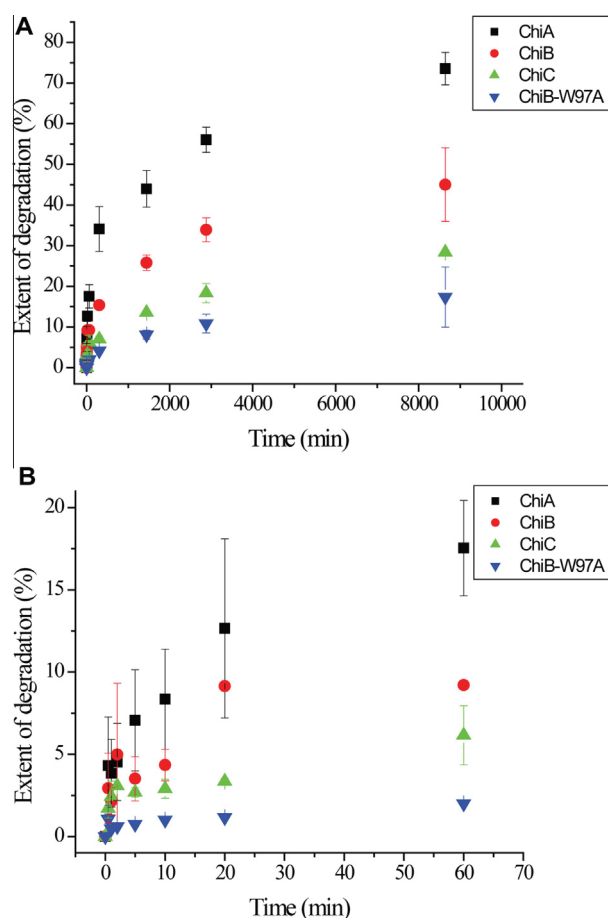 A
ChiA
ChiB
ChiC
ChiB-W97A
Extent of degradation (%)
80
70
60
50
40
30
20
10
0
0 2000 4000 6000 8000 10000
Time (min)
B
ChiA
ChiB
ChiC
ChiB-W97A
Extent of degradation (%)
20
15
10
5
0
0 10 20 30 40 50 60 70
Time (min)